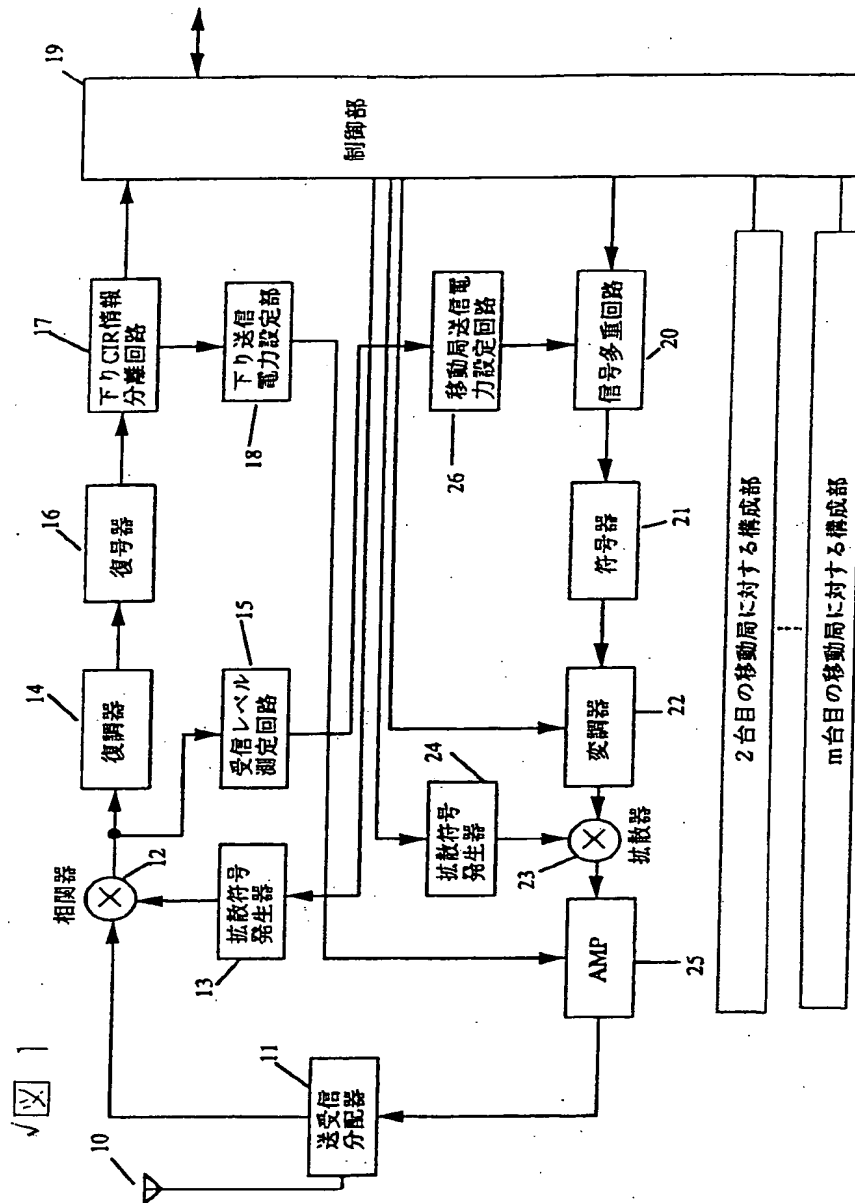 √図 1
10
11
送受信
分配器
相関器
12
拡散符号
発生器
13
14
復調器
受信レベル
測定回路
15
16
復号器
17
下りCIR情報
分離回路
下り送信
電力設定部
18
19
制御部
移動局送信電
力設定回路
26
信号多重回路
20
符号器
21
変調器
22
拡散符号
発生器
24
23
拡散器
AMP
25
2台目の移動局に対する構成部
m台目の移動局に対する構成部